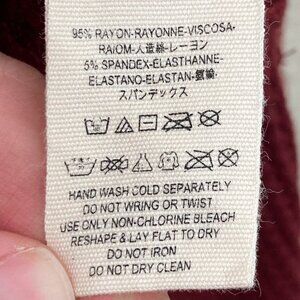 95% RAYON-RAYONNE-VISCOSA-
RAIOM-人造絲-レーヨン
5% SPANDEX-ELASTHANNE-
ELASTANO-ELASTAN-氨綸-
スパンデックス
HAND WASH COLD SEPARATELY
DO NOT WRING OR TWIST
USE ONLY NON-CHLORINE BLEACH
RESHAPE & LAY FLAT TO DRY
DO NOT IRON
DO NOT DRY CLEAN